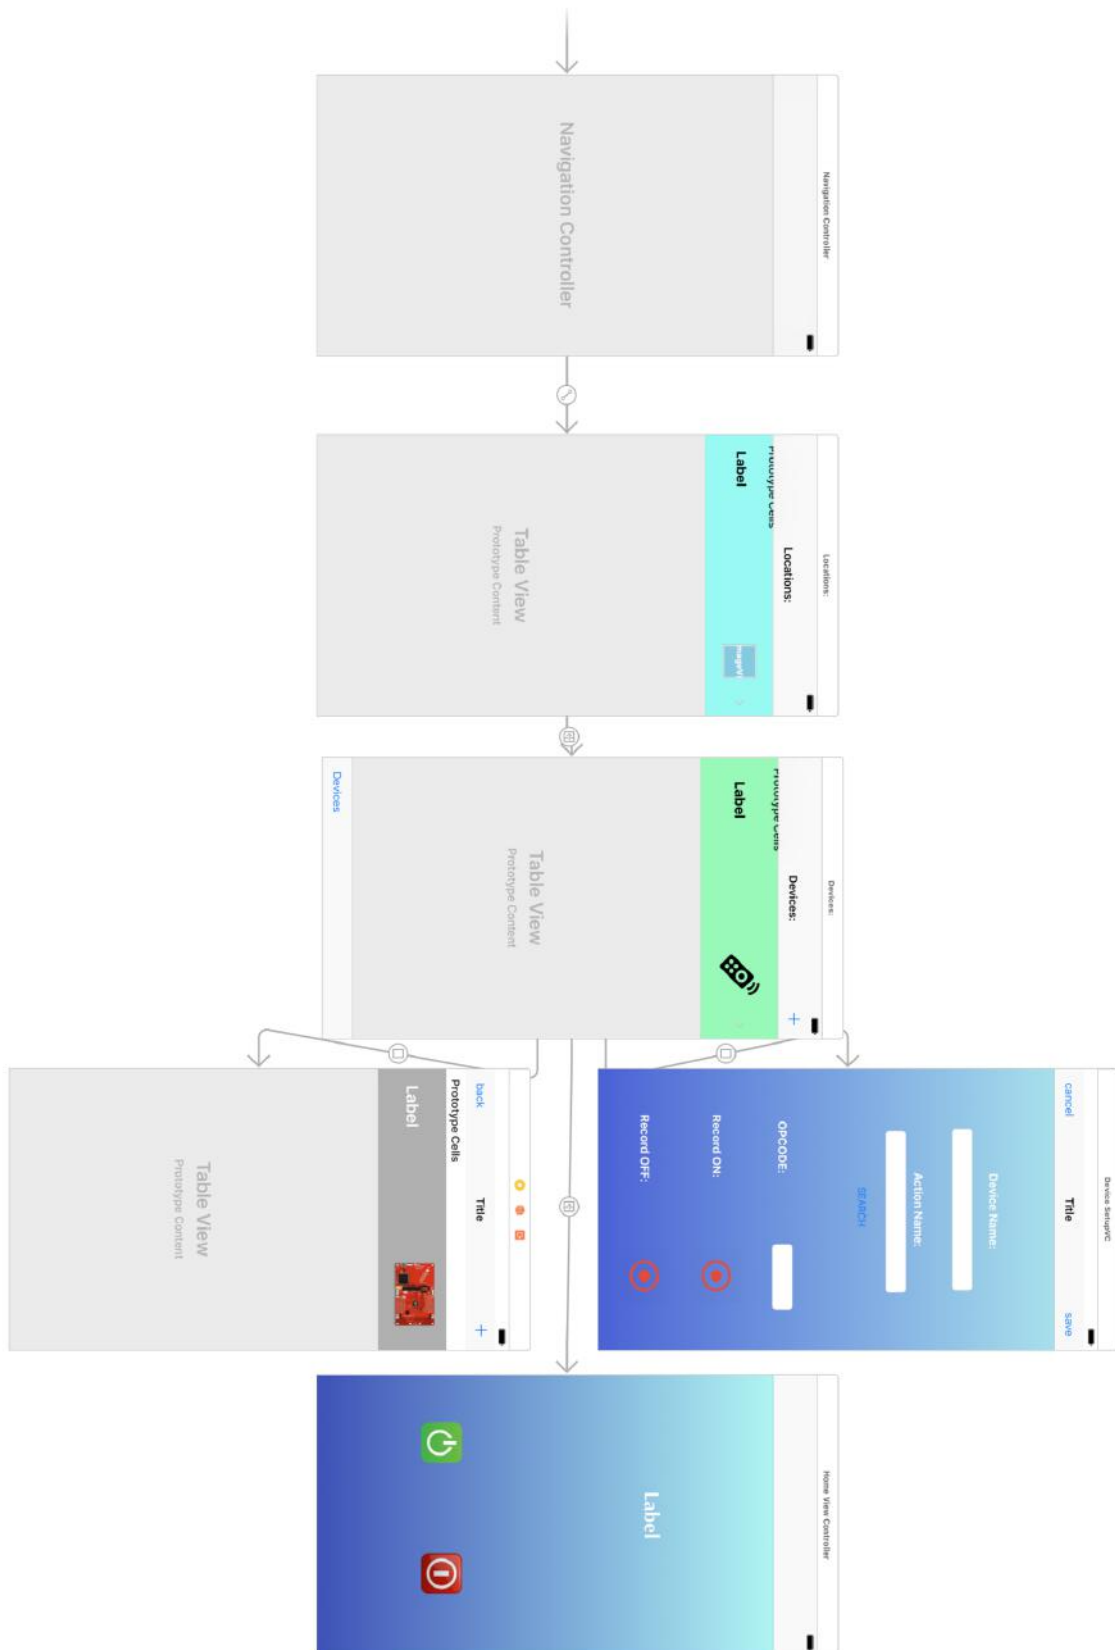 Navigation Controller
Navigation Controller
Locations:
Locations:
Prototype Cells
Label
Table View
Prototype Content
Devices:
Devices:
+
Prototype Cells
Label
Table View
Prototype Content
Devices
back
Title
+
Prototype Cells
Label
Table View
Prototype Content
Device SetupVC
cancel
Title
save
Device Name:
Action Name:
SEARCH
OPCODE:
Record ON:
Record OFF:
Home View Controller
Label